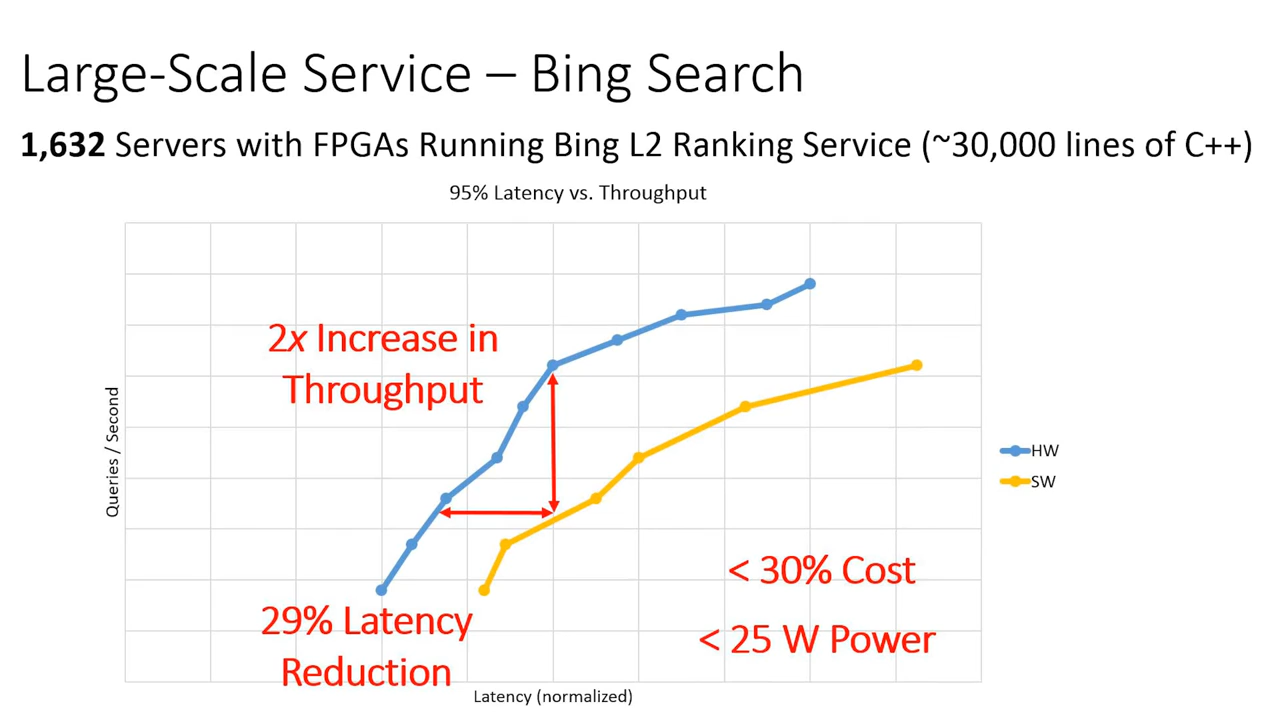 Large-Scale Service – Bing Search
1,632 Servers with FPGAs Running Bing L2 Ranking Service (~30,000 lines of C++)
95% Latency vs. Throughput
2x Increase in
Throughput
Queries / Second
HW
SW
< 30% Cost
29% Latency
Reduction
< 25 W Power
Latency (normalized)